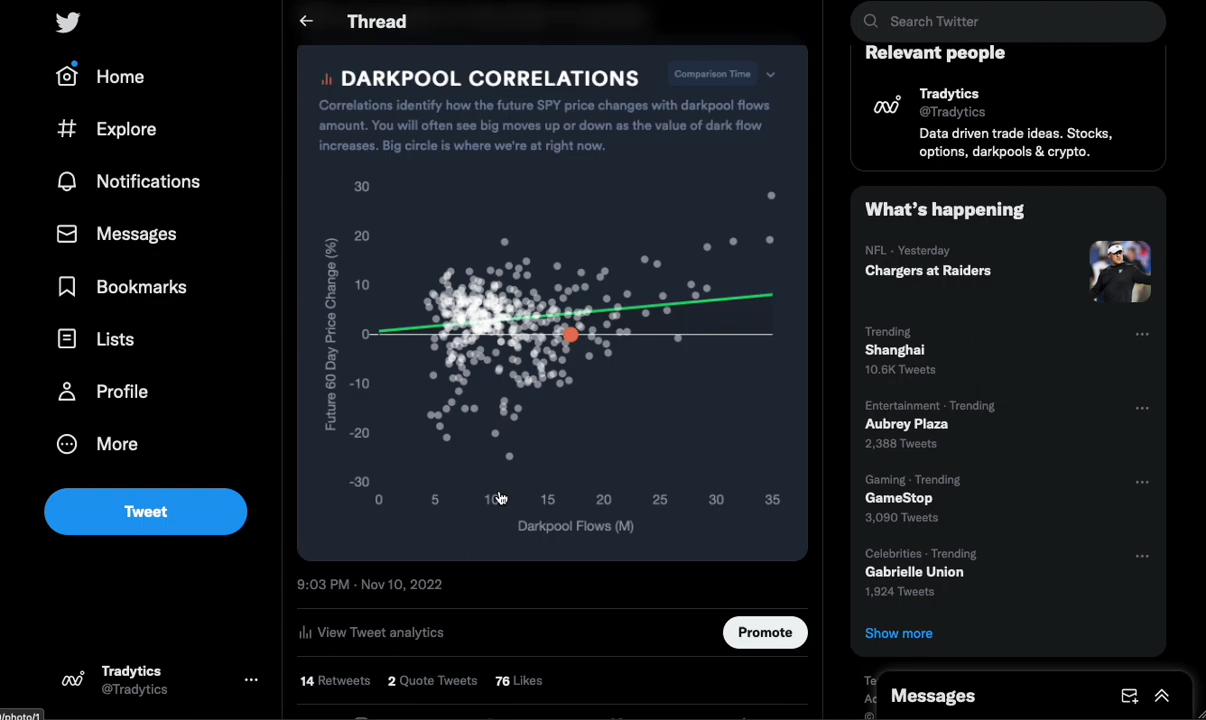 Home
Explore
Notifications
Messages
Bookmarks
Lists
Profile
More
Tweet
Tradytics
@Tradytics
Thread
DARKPOOL CORRELATIONS
Comparison Time
Correlations identify how the future SPY price changes with darkpool flows
amount. You will often see big moves up or down as the value of dark flow
increases. Big circle is where we're at right now.
Future 60 Day Price Change (%)
30
20
10
0
-10
-20
-30
0 5 10 15 20 25 30 35
Darkpool Flows (M)
9:03 PM · Nov 10, 2022
View Tweet analytics
Promote
14 Retweets 2 Quote Tweets 76 Likes
Search Twitter
Relevant people
Tradytics
@Tradytics
Data driven trade ideas. Stocks,
options, darkpools & crypto.
What's happening
NFL · Yesterday
Chargers at Raiders
Trending
Shanghai
10.6K Tweets
Entertainment · Trending
Aubrey Plaza
2,388 Tweets
Gaming · Trending
GameStop
3,090 Tweets
Celebrities · Trending
Gabrielle Union
1,924 Tweets
Show more
Messages
/photo/1